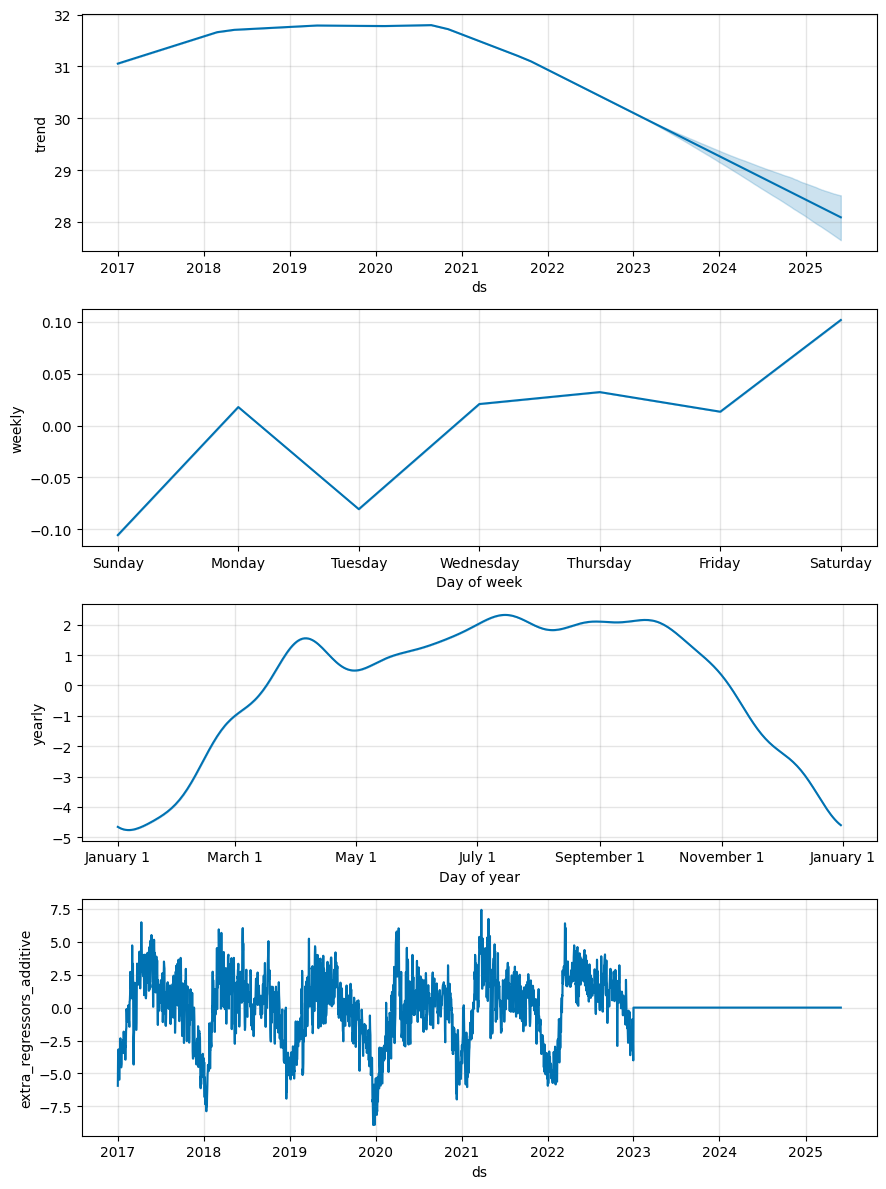 32
31
30
29
28
trend
2017 2018 2019 2020 2021 2022 2023 2024 2025
ds
0.10
0.05
0.00
−0.05
−0.10
weekly
Sunday Monday Tuesday Wednesday Thursday Friday Saturday
Day of week
2
1
0
−1
−2
−3
−4
−5
yearly
January 1 March 1 May 1 July 1 September 1 November 1 January 1
Day of year
7.5
5.0
2.5
0.0
−2.5
−5.0
−7.5
extra_regressors_additive
2017 2018 2019 2020 2021 2022 2023 2024 2025
ds